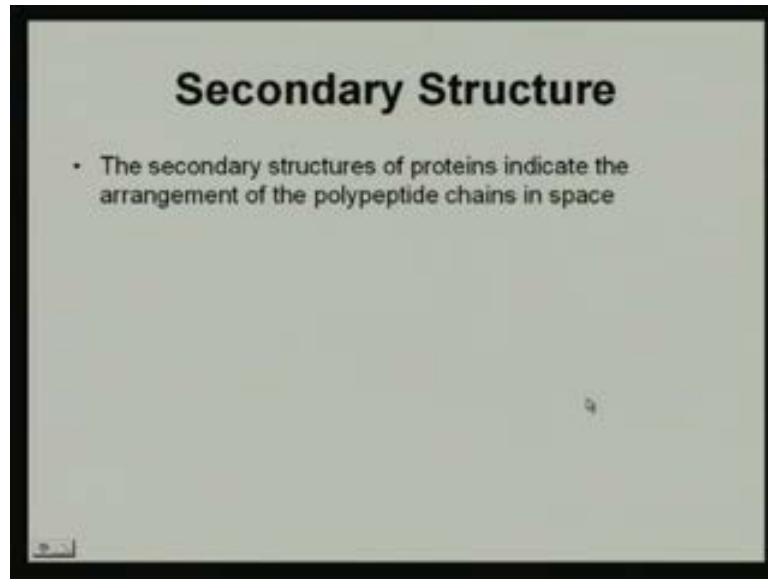 Secondary Structure
• The secondary structures of proteins indicate the
arrangement of the polypeptide chains in space